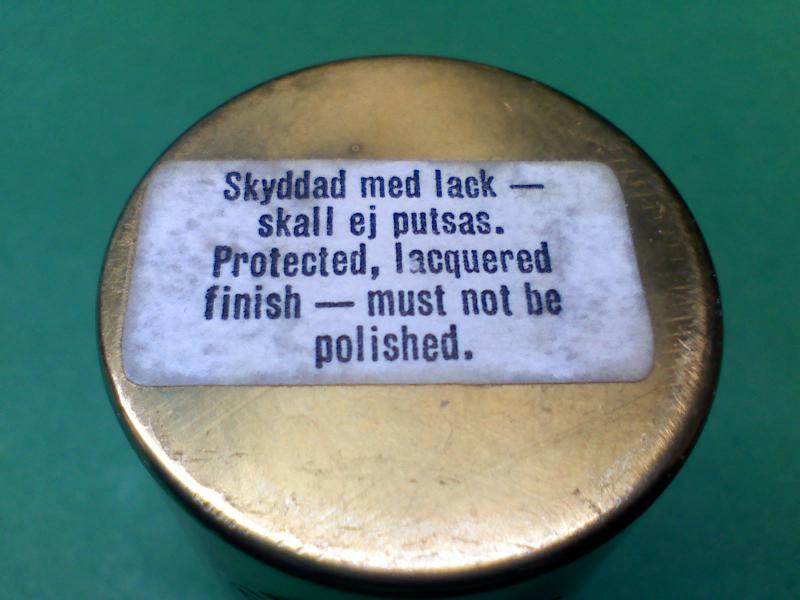 Skyddad med lack —
skall ej putsas.
Protected, lacquered
finish — must not be
polished.